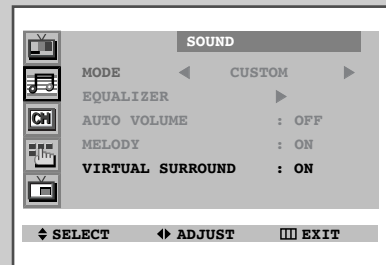 SOUND
MODE ◀ CUSTOM ▶
EQUALIZER ▶
AUTO VOLUME : OFF
CH
MELODY : ON
VIRTUAL SURROUND : ON
SELECT ADJUST EXIT